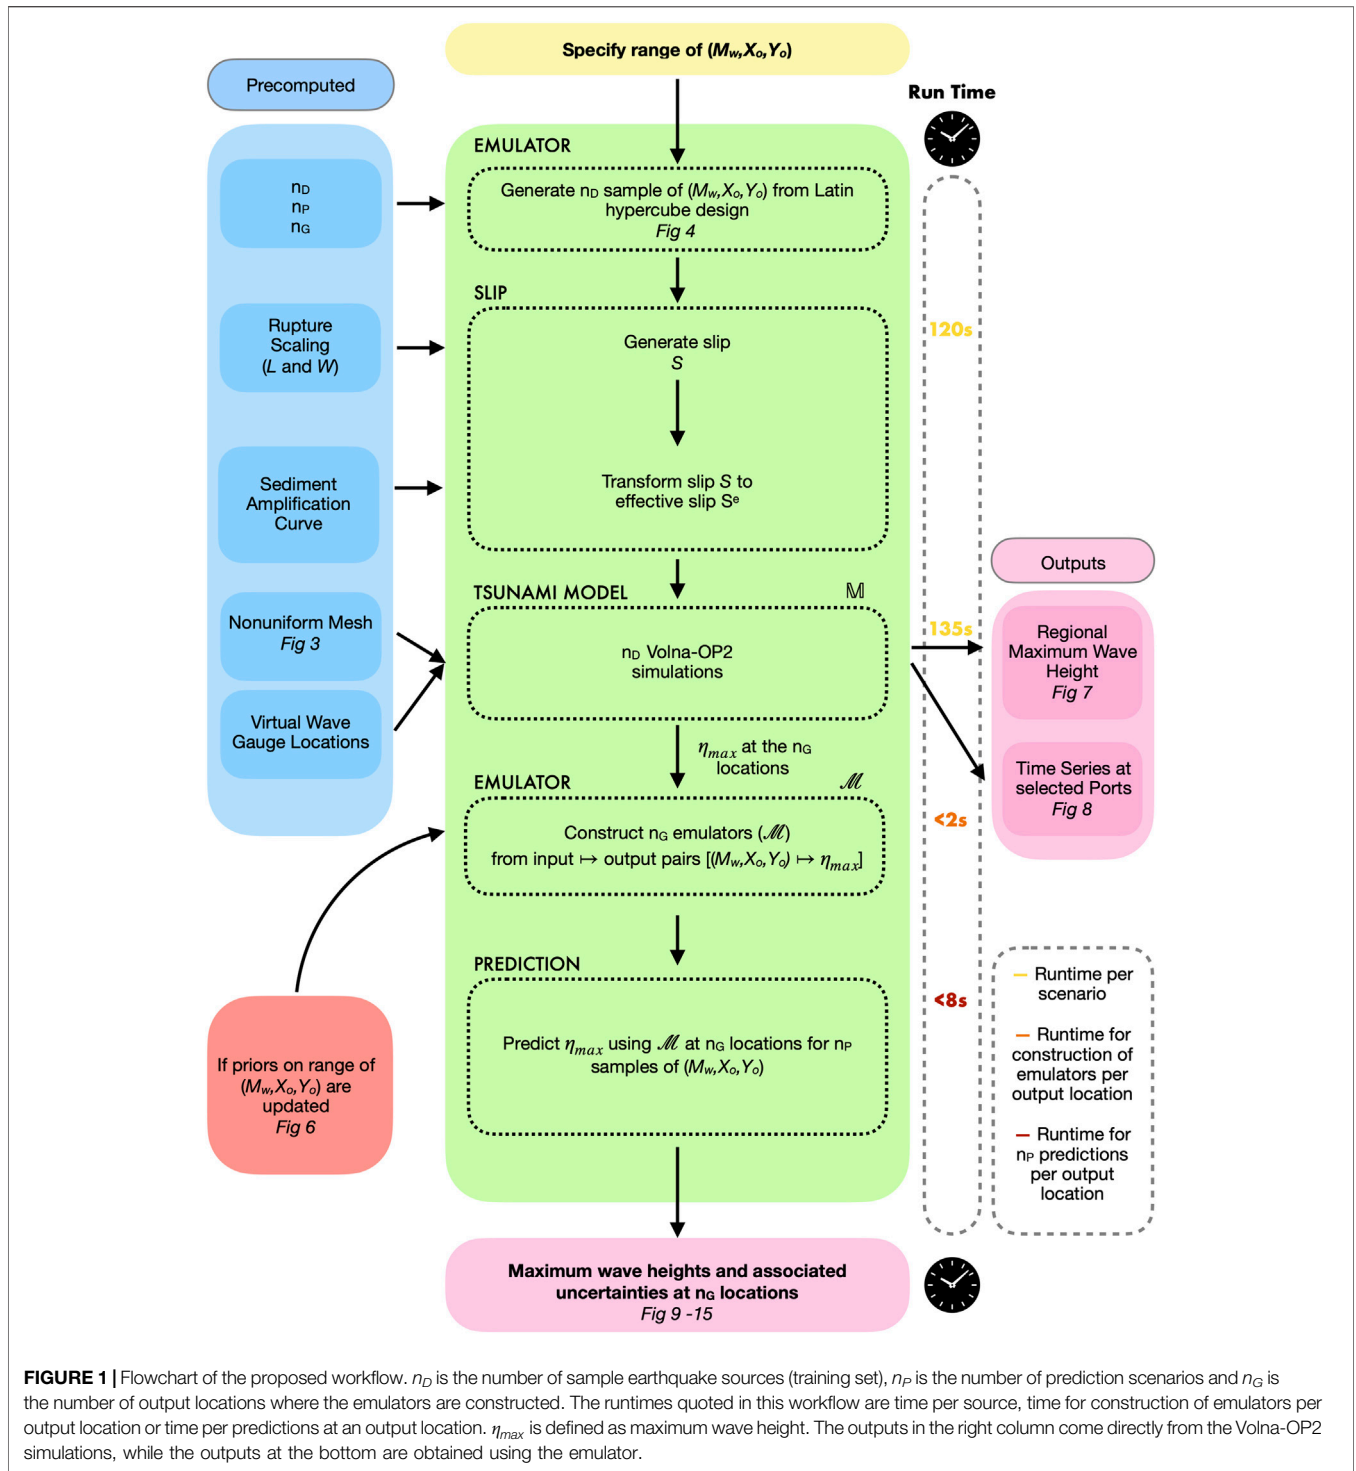 Specify range of (Mw,Xo,Yo)
Precomputed
Run Time
EMULATOR
nD
nP
nG
Generate nD sample of (Mw,Xo,Yo) from Latin
hypercube design
Fig 4
SLIP
Rupture
Scaling
(L and W)
Generate slip
S
120s
Sediment
Amplification
Curve
Transform slip S to
effective slip Sᵉ
Outputs
TSUNAMI MODEL
𝕄
Nonuniform Mesh
Fig 3
nD Volna-OP2
simulations
135s
Regional
Maximum Wave
Height
Fig 7
Virtual Wave
Gauge Locations
ηmax at the nG
locations
Time Series at
selected Ports
Fig 8
EMULATOR
ℳ
Construct nG emulators (ℳ)
from input ↦ output pairs [(Mw,Xo,Yo) ↦ ηmax]
<2s
PREDICTION
Predict ηmax using ℳ at nG locations for nP
samples of (Mw,Xo,Yo)
<8s
Runtime per
scenario
Runtime for
construction of
emulators per
output location
Runtime for
nP predictions
per output
location
If priors on range of
(Mw,Xo,Yo) are
updated
Fig 6
Maximum wave heights and associated
uncertainties at nG locations
Fig 9 -15
FIGURE 1 | Flowchart of the proposed workflow. nD is the number of sample earthquake sources (training set), nP is the number of prediction scenarios and nG is
the number of output locations where the emulators are constructed. The runtimes quoted in this workflow are time per source, time for construction of emulators per
output location or time per predictions at an output location. ηmax is defined as maximum wave height. The outputs in the right column come directly from the Volna-OP2
simulations, while the outputs at the bottom are obtained using the emulator.